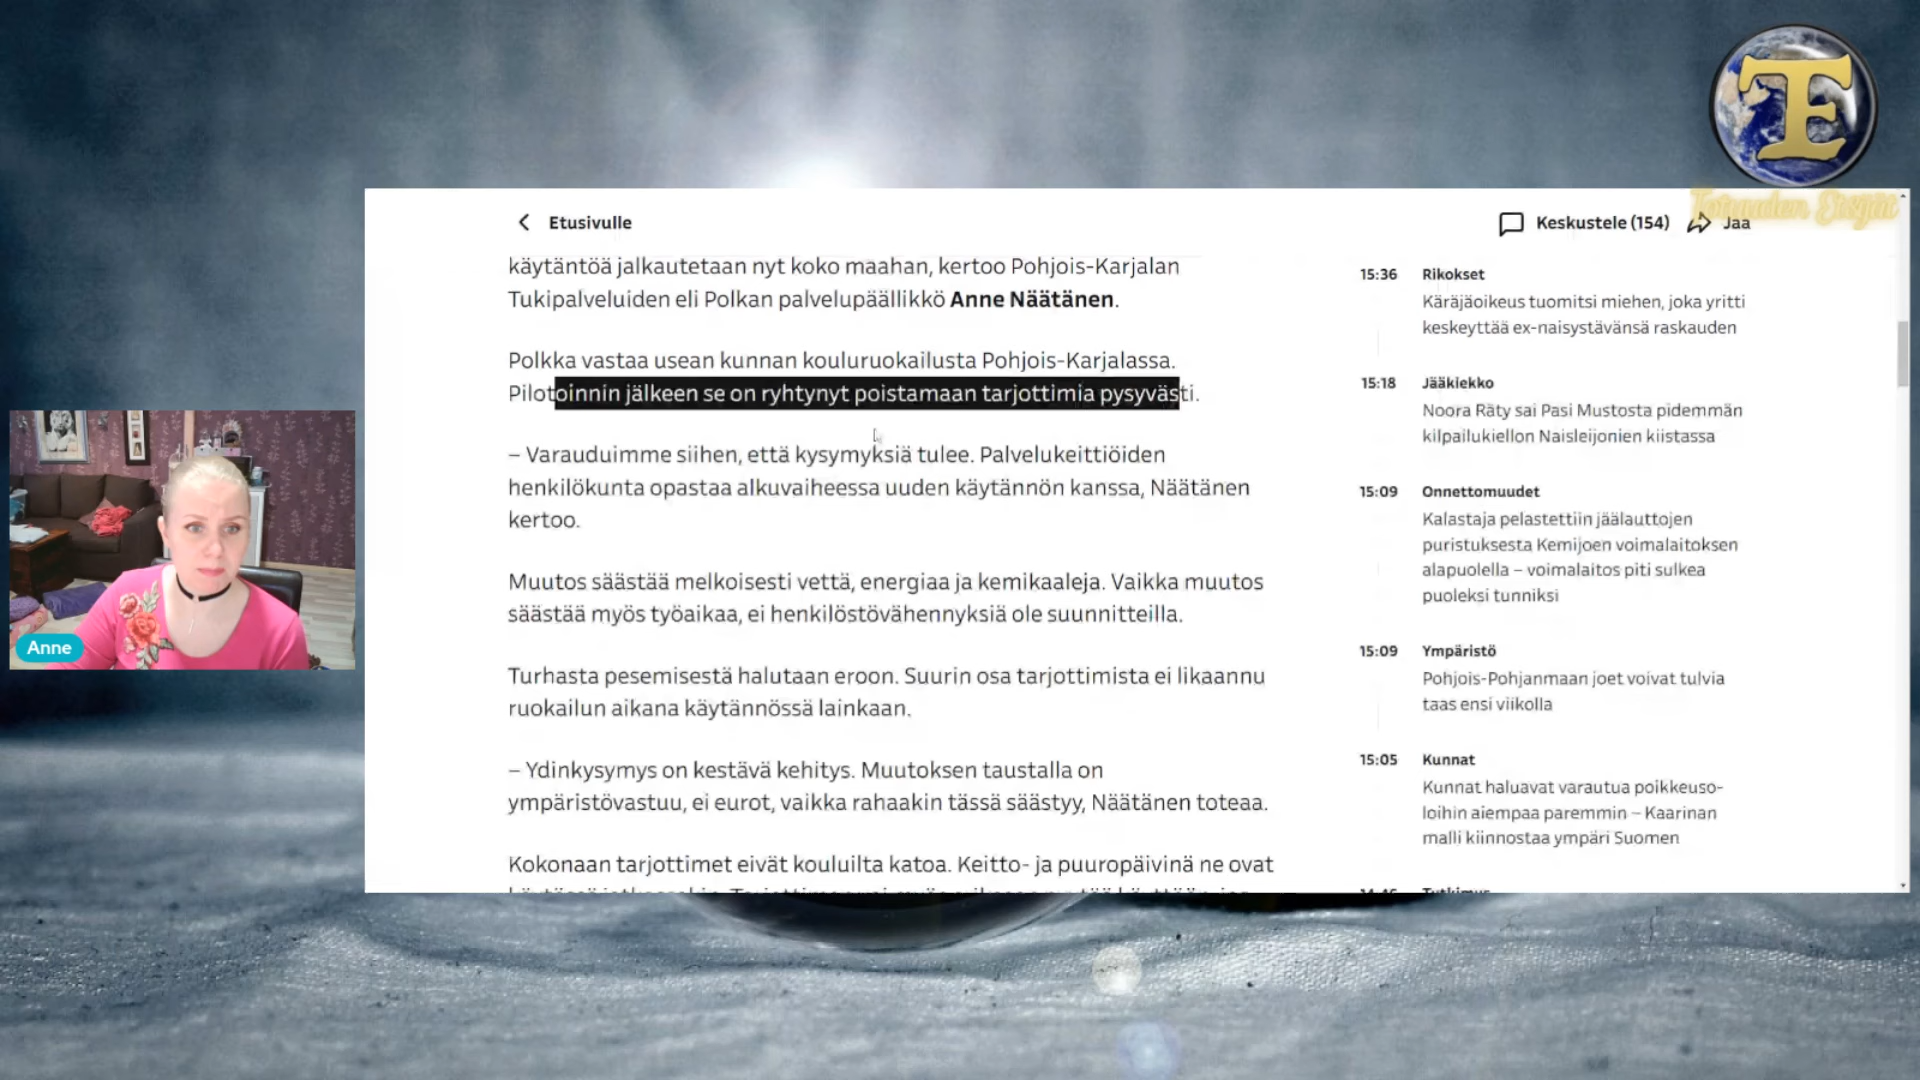 TE
Totuuden Etsijät
Etusivulle
Keskustele (154)
Jaa
käytäntöä jalkautetaan nyt koko maahan, kertoo Pohjois-Karjalan
Tukipalveluiden eli Polkan palvelupäällikkö Anne Näätänen.
Polkka vastaa usean kunnan kouluruokailusta Pohjois-Karjalassa.
Pilotoinnin jälkeen se on ryhtynyt poistamaan tarjottimia pysyvästi.
– Varauduimme siihen, että kysymyksiä tulee. Palvelukeittiöiden
henkilökunta opastaa alkuvaiheessa uuden käytännön kanssa, Näätänen
kertoo.
Muutos säästää melkoisesti vettä, energiaa ja kemikaaleja. Vaikka muutos
säästää myös työaikaa, ei henkilöstövähennyksiä ole suunnitteilla.
Turhasta pesemisestä halutaan eroon. Suurin osa tarjottimista ei likaannu
ruokailun aikana käytännössä lainkaan.
– Ydinkysymys on kestävä kehitys. Muutoksen taustalla on
ympäristövastuu, ei eurot, vaikka rahaakin tässä säästyy, Näätänen toteaa.
Kokonaan tarjottimet eivät kouluilta katoa. Keitto- ja puuropäivinä ne ovat
15:36 Rikokset
Käräjäoikeus tuomitsi miehen, joka yritti
keskeyttää ex-naisystävänsä raskauden
15:18 Jääkiekko
Noora Räty sai Pasi Mustosta pidemmän
kilpailukiellon Naisleijonien kiistassa
15:09 Onnettomuudet
Kalastaja pelastettiin jäälauttojen
puristuksesta Kemijoen voimalaitoksen
alapuolella – voimalaitos piti sulkea
puoleksi tunniksi
15:09 Ympäristö
Pohjois-Pohjanmaan joet voivat tulvia
taas ensi viikolla
15:05 Kunnat
Kunnat haluavat varautua poikkeuso-
loihin aiempaa paremmin – Kaarinan
malli kiinnostaa ympäri Suomen
Anne